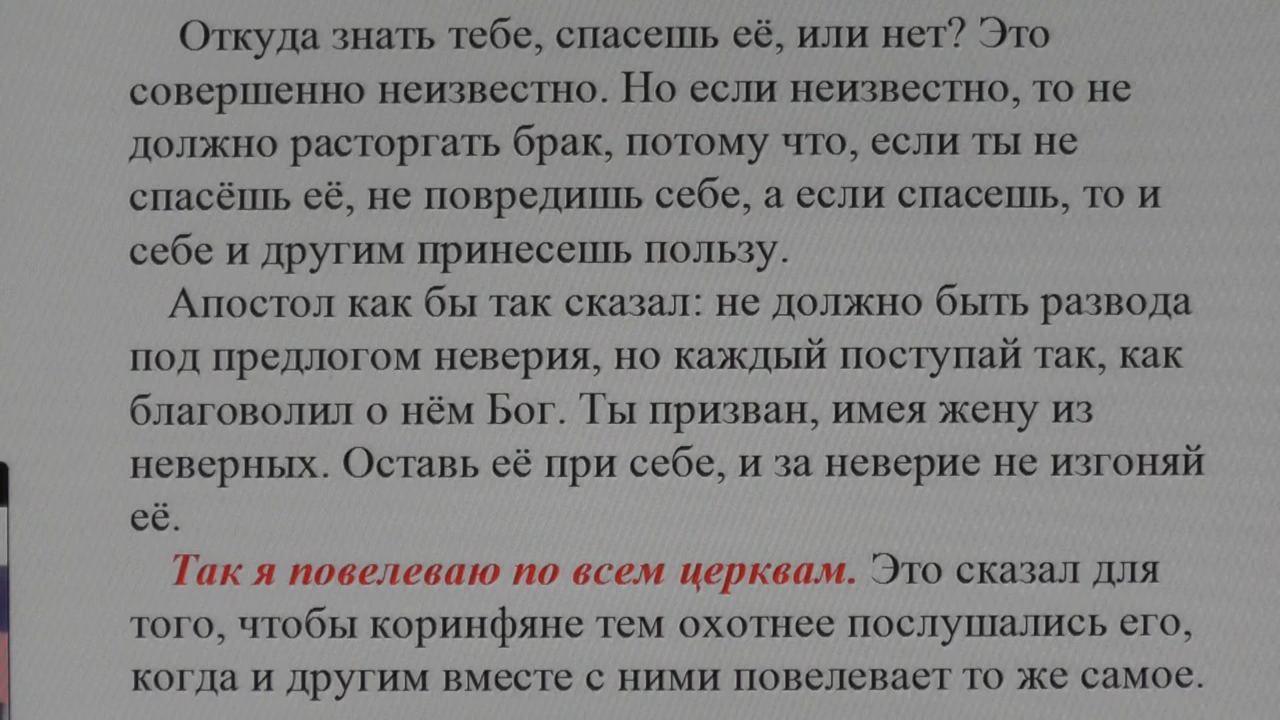 Откуда знать тебе, спасешь её, или нет? Это
совершенно неизвестно. Но если неизвестно, то не
должно расторгать брак, потому что, если ты не
спасёшь её, не повредишь себе, а если спасешь, то и
себе и другим принесешь пользу.
Апостол как бы так сказал: не должно быть развода
под предлогом неверия, но каждый поступай так, как
благоволил о нём Бог. Ты призван, имея жену из
неверных. Оставь её при себе, и за неверие не изгоняй
её.
Так я повелеваю по всем церквам. Это сказал для
того, чтобы коринфяне тем охотнее послушались его,
когда и другим вместе с ними повелевает то же самое.